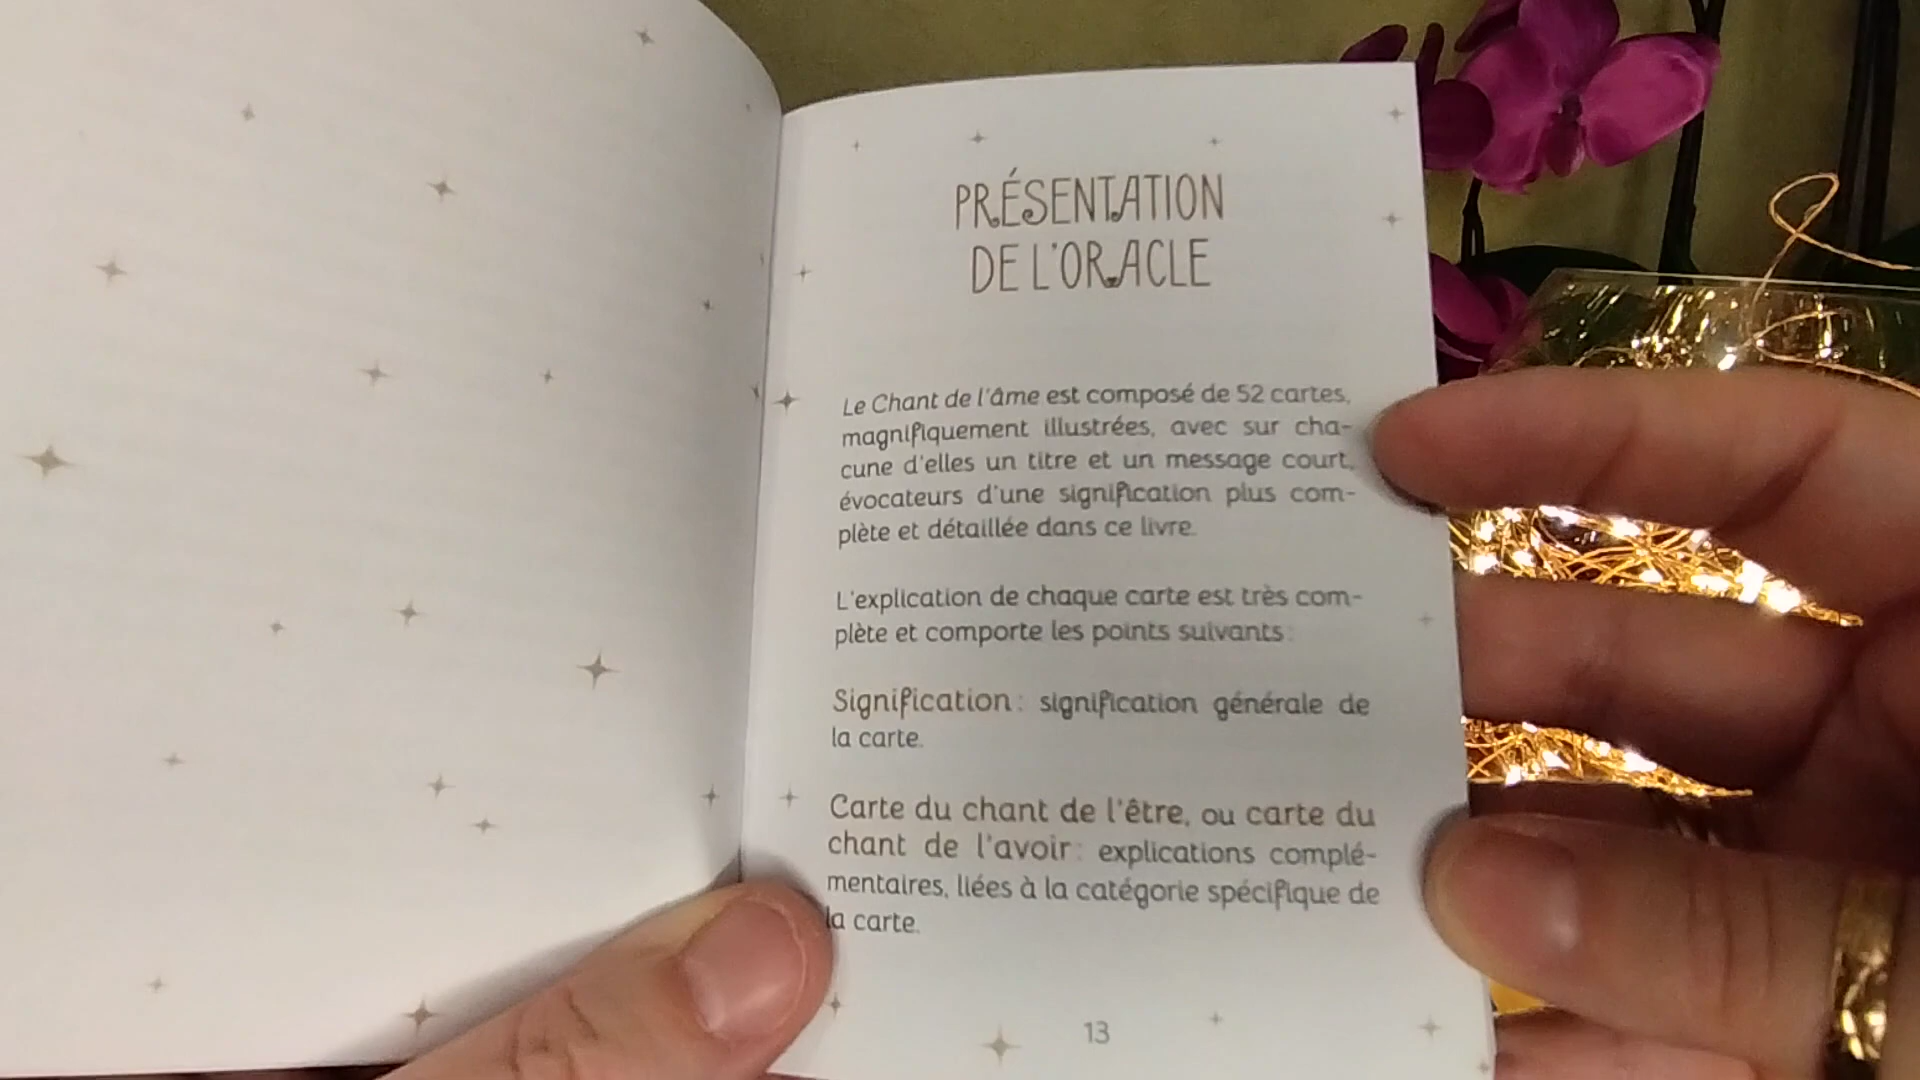 PRÉSENTATION
DE L'ORACLE
Le Chant de l'âme est composé de 52 cartes,
magnifiquement illustrées, avec sur cha-
cune d'elles un titre et un message court,
évocateurs d'une signification plus com-
plète et détaillée dans ce livre.
L'explication de chaque carte est très com-
plète et comporte les points suivants :
Signification : signification générale de
la carte.
Carte du chant de l'être, ou carte du
chant de l'avoir : explications complé-
mentaires, liées à la catégorie spécifique de
la carte.
13